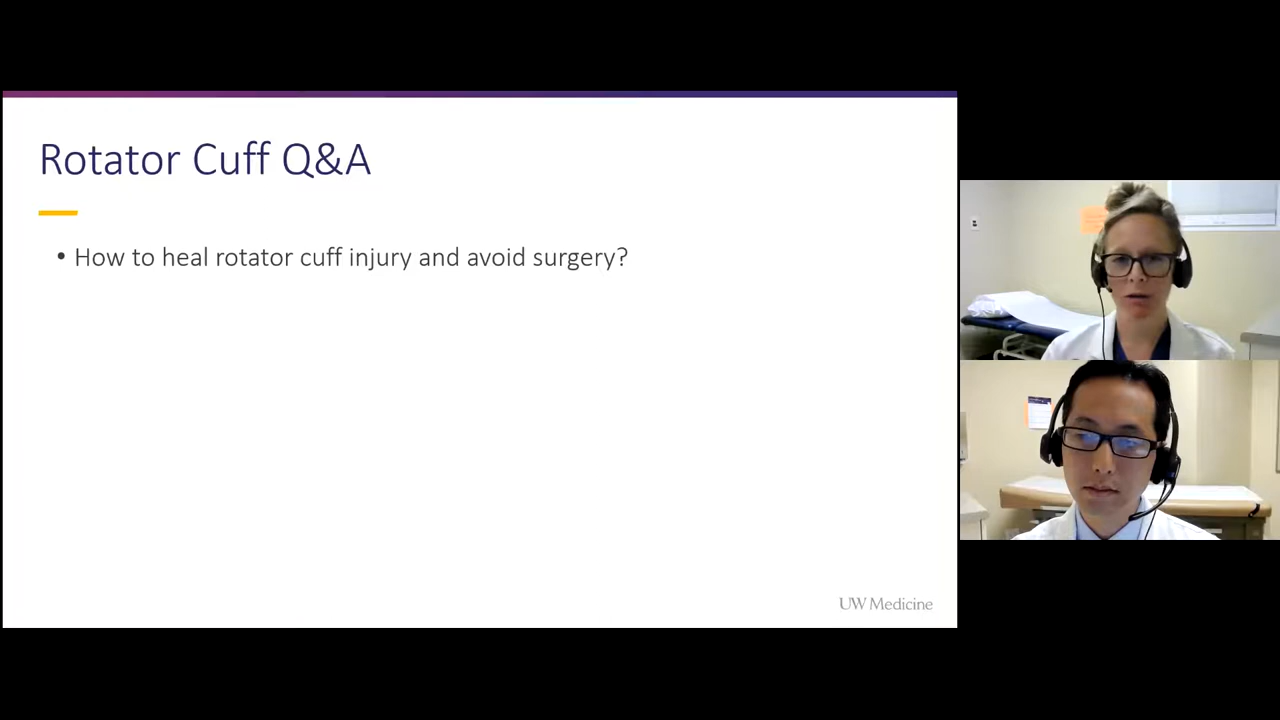 Rotator Cuff Q&A
• How to heal rotator cuff injury and avoid surgery?
UW Medicine